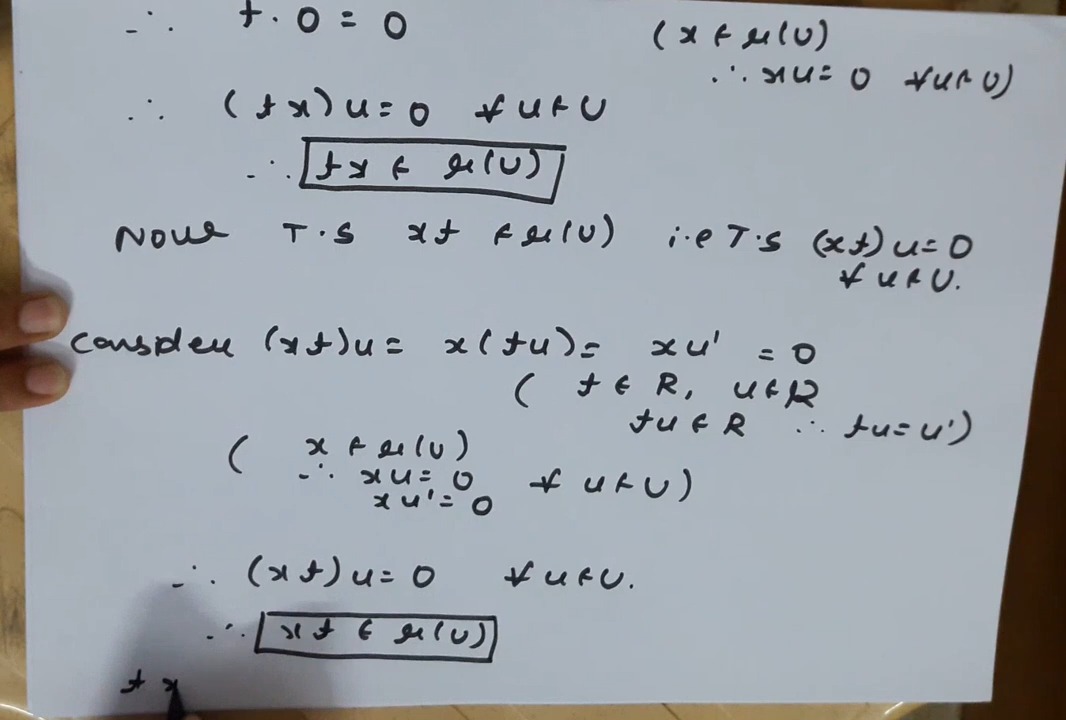 ∴ t·0 = 0 (x ∈ r(U)
∴ xu = 0 ∀ u ∈ U)
∴ (tx)u = 0 ∀ u ∈ U
∴ tx ∈ r(U)
Now T.S xt ∈ r(U) i.e T.S (xt)u = 0
∀ u ∈ U.
Consider (xt)u = x(tu) = xu' = 0
( t ∈ R, u ∈ R
tu ∈ R ∴ tu = u')
( x ∈ r(U)
∴ xu = 0 ∀ u ∈ U)
xu' = 0
∴ (xt)u = 0 ∀ u ∈ U.
∴ xt ∈ r(U)
t x